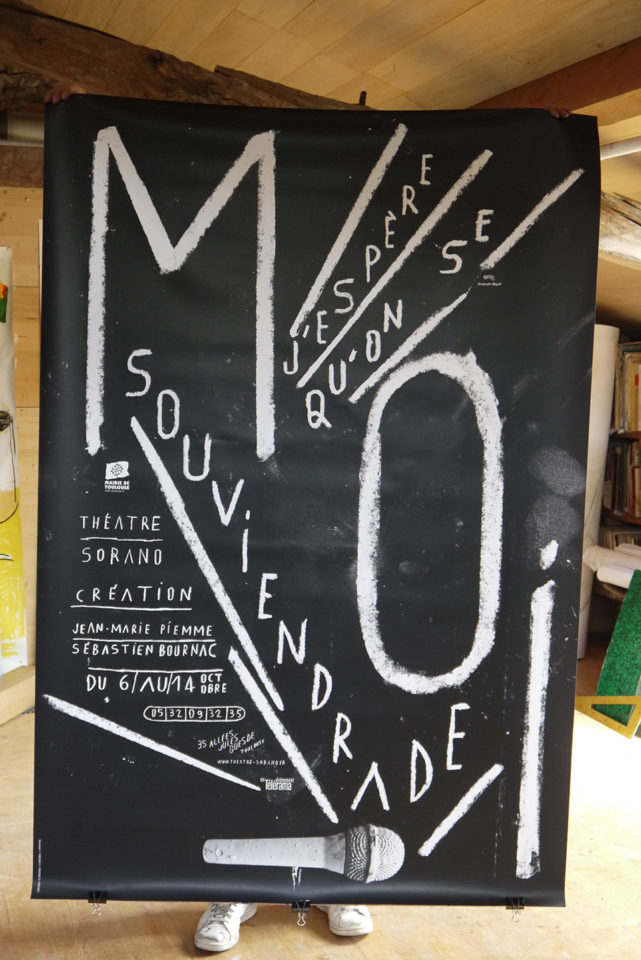 J'ESPÈRE
QU'ON SE
SOUVIENDRA DE
MOi
MAIRIE DE
TOULOUSE
THÉATRE
SORANO
CRÉATION
JEAN-MARIE PIEMME
SÉBASTIEN BOURNAC
DU 6/AU/14 OCTOBRE
05|32|09|32|35
35 ALLÉES
JULES GUESDE
TOULOUSE
WWW.THEATRE-SORANO.FR
Télérama